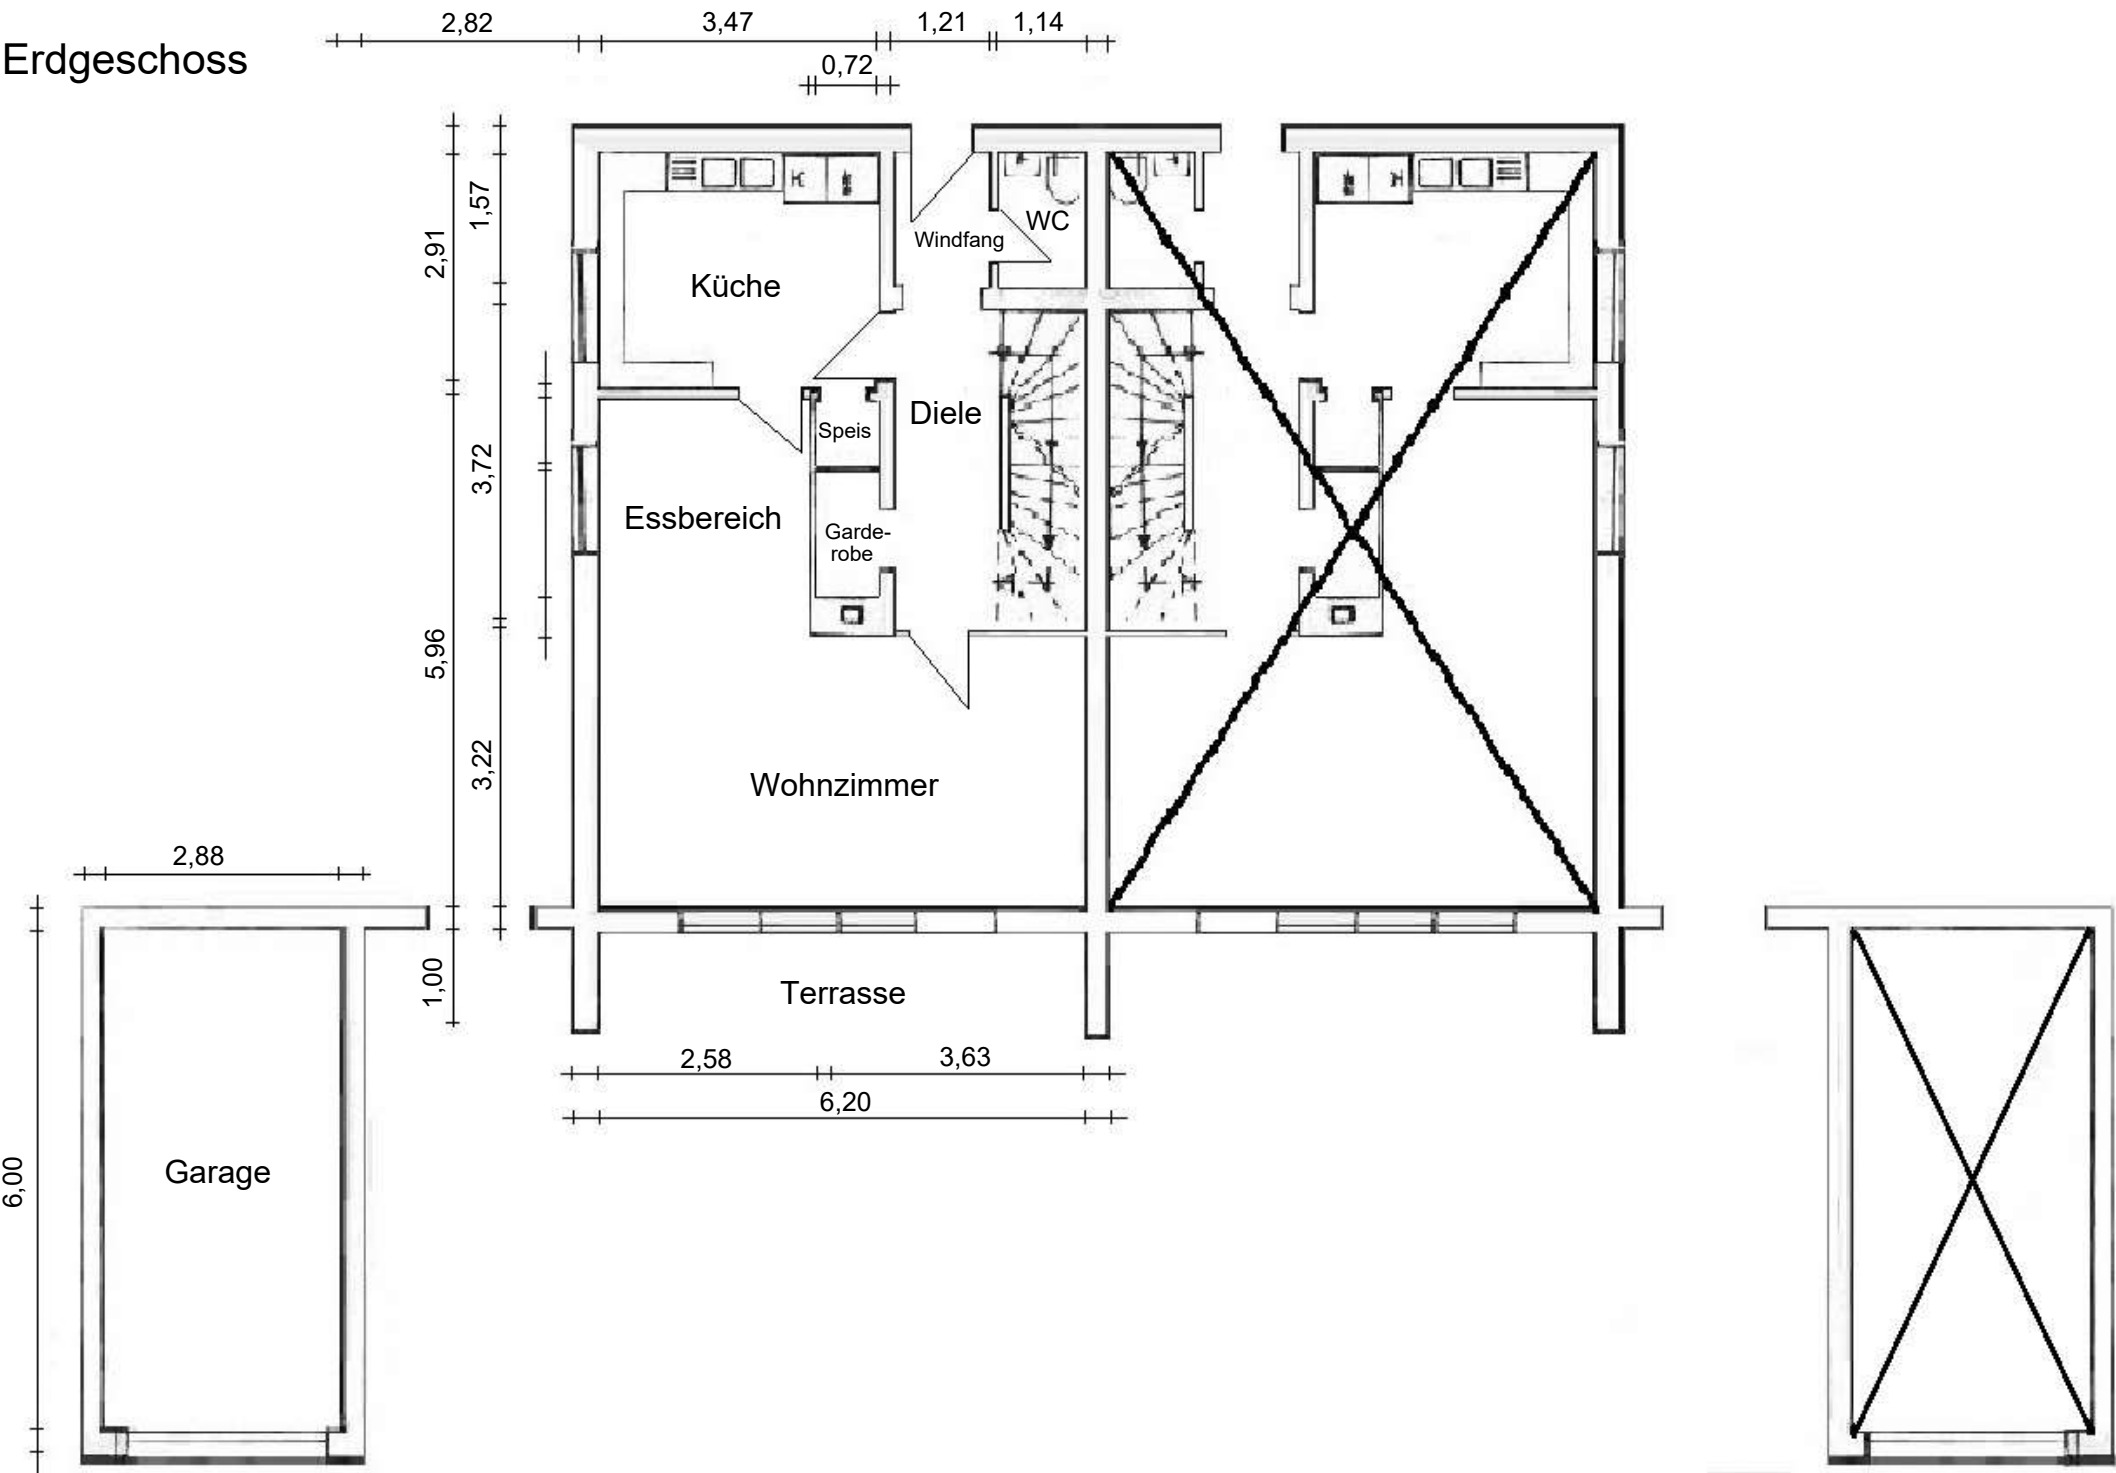 2,82
3,47
1,21
1,14
Erdgeschoss
0,72
1,57
2,91
WC
Windfang
Küche
Diele
Speis
3,72
Essbereich
Garde-
robe
5,96
3,22
Wohnzimmer
2,88
1,00
Terrasse
2,58
3,63
6,20
Garage
6,00